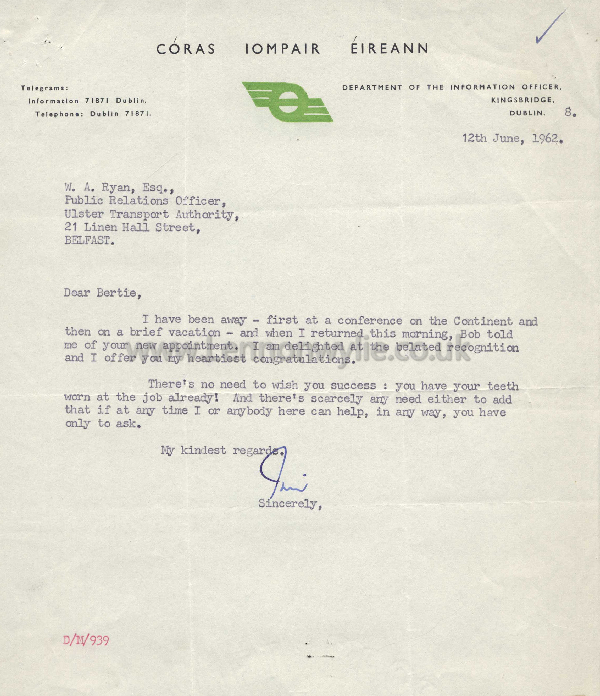 CÓRAS IOMPAIR ÉIREANN
Telegrams:
Information 71871 Dublin.
Telephone: Dublin 71871.
DEPARTMENT OF THE INFORMATION OFFICER,
KINGSBRIDGE,
DUBLIN. 8.
12th June, 1962.
W. A. Ryan, Esq.,
Public Relations Officer,
Ulster Transport Authority,
21 Linen Hall Street,
BELFAST.
Dear Bertie,
I have been away - first at a conference on the Continent and
then on a brief vacation - and when I returned this morning, Bob told
me of your new appointment. I am delighted at the belated recognition
and I offer you my heartiest congratulations.
There's no need to wish you success : you have your teeth
worn at the job already! And there's scarcely any need either to add
that if at any time I or anybody here can help, in any way, you have
only to ask.
My kindest regards.
Sincerely,
D/M/939